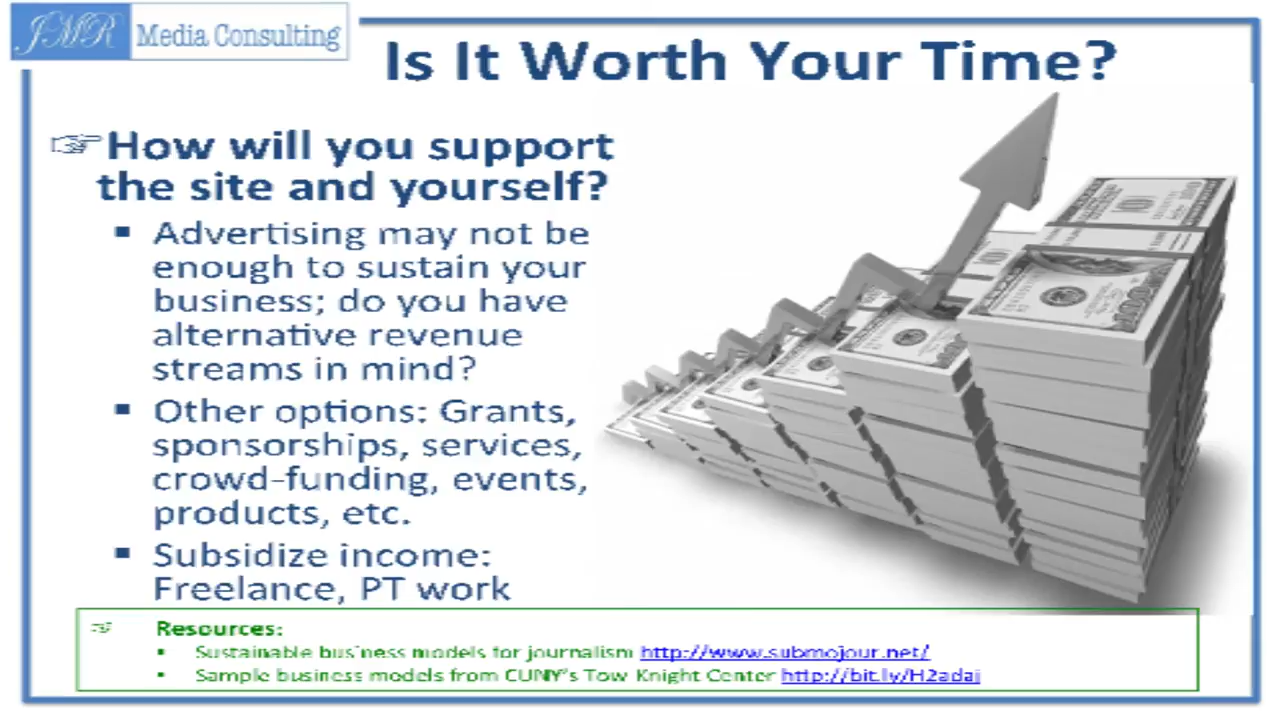 JMR Media Consulting
Is It Worth Your Time?
How will you support
the site and yourself?
Advertising may not be
enough to sustain your
business; do you have
alternative revenue
streams in mind?
Other options: Grants,
sponsorships, services,
crowd-funding, events,
products, etc.
Subsidize income:
Freelance, PT work
Resources:
Sustainable business models for journalism http://www.submojour.net/
Sample business models from CUNY's Tow Knight Center http://bit.ly/H2adaj